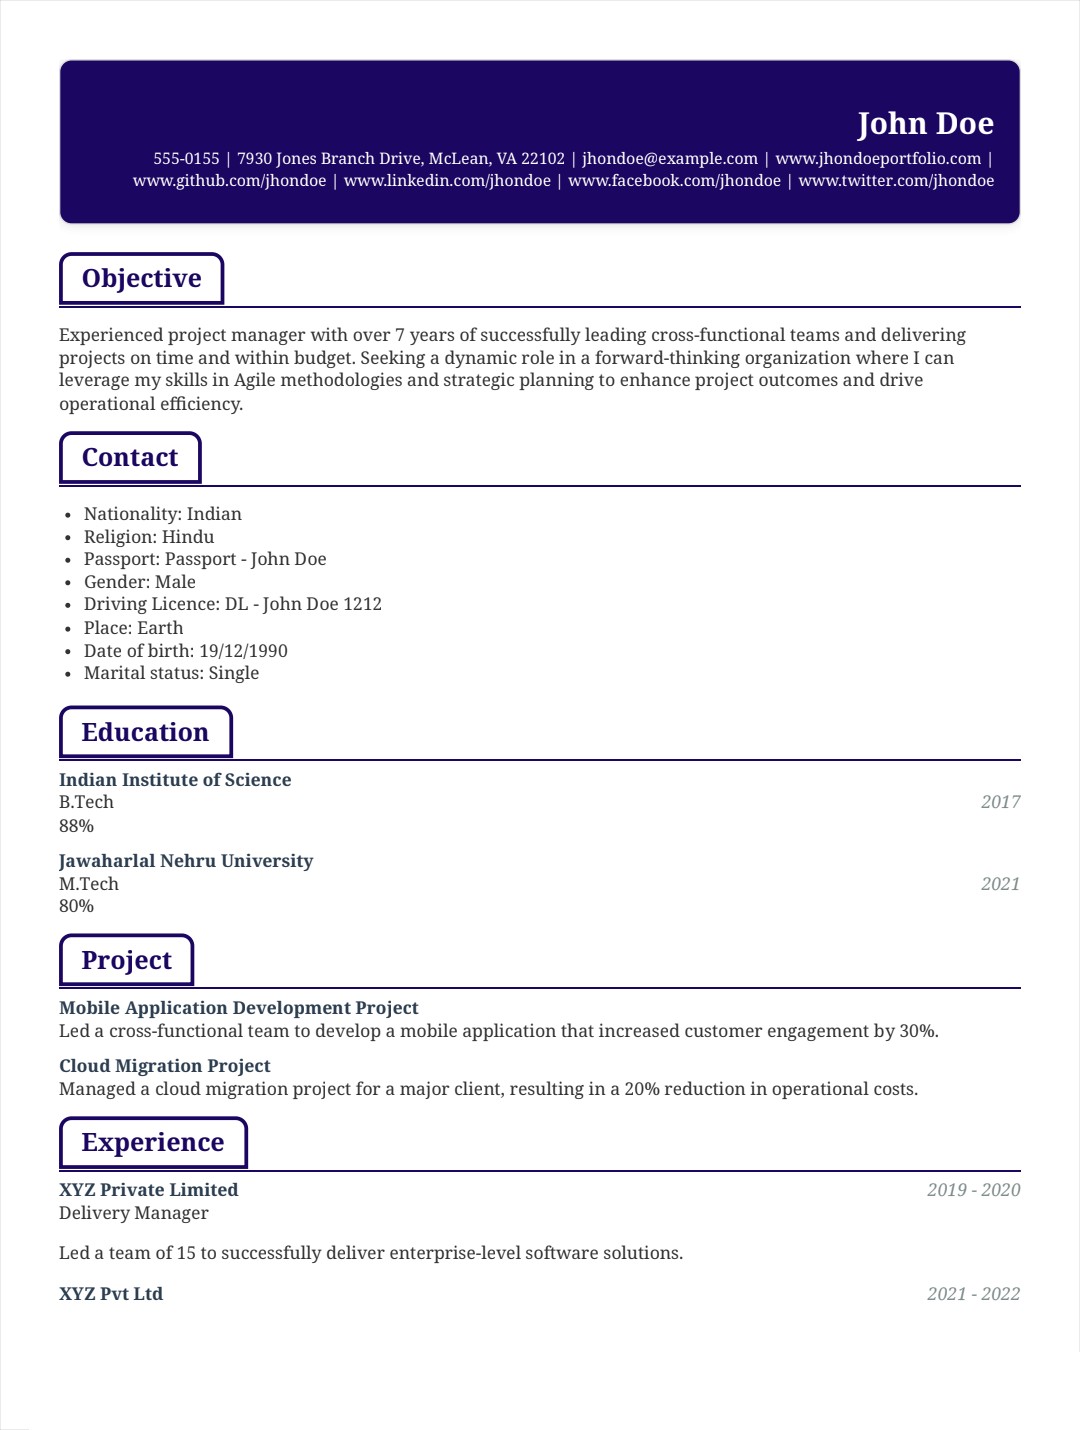 John Doe
555-0155 | 7930 Jones Branch Drive, McLean, VA 22102 | jhondoe@example.com | www.jhondoeportfolio.com |
www.github.com/jhondoe | www.linkedin.com/jhondoe | www.facebook.com/jhondoe | www.twitter.com/jhondoe
Objective
Experienced project manager with over 7 years of successfully leading cross-functional teams and delivering
projects on time and within budget. Seeking a dynamic role in a forward-thinking organization where I can
leverage my skills in Agile methodologies and strategic planning to enhance project outcomes and drive
operational efficiency.
Contact
• Nationality: Indian
• Religion: Hindu
• Passport: Passport - John Doe
• Gender: Male
• Driving Licence: DL - John Doe 1212
• Place: Earth
• Date of birth: 19/12/1990
• Marital status: Single
Education
Indian Institute of Science
B.Tech 2017
88%
Jawaharlal Nehru University
M.Tech 2021
80%
Project
Mobile Application Development Project
Led a cross-functional team to develop a mobile application that increased customer engagement by 30%.
Cloud Migration Project
Managed a cloud migration project for a major client, resulting in a 20% reduction in operational costs.
Experience
XYZ Private Limited 2019 - 2020
Delivery Manager
Led a team of 15 to successfully deliver enterprise-level software solutions.
XYZ Pvt Ltd 2021 - 2022